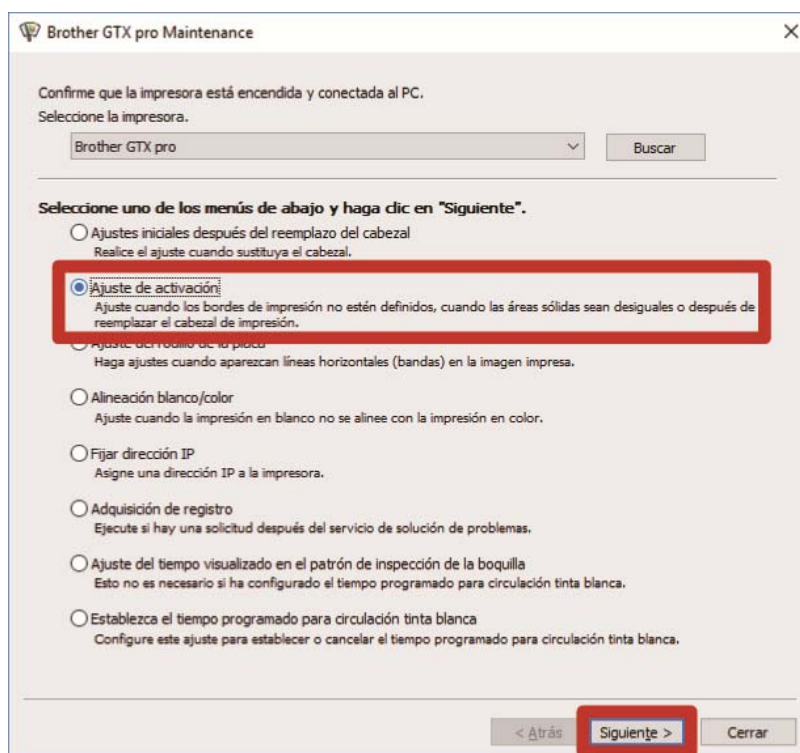 Brother GTX pro Maintenance
Confirme que la impresora está encendida y conectada al PC.
Seleccione la impresora.
Brother GTX pro
Buscar
Seleccione uno de los menús de abajo y haga clic en "Siguiente".
Ajustes iniciales después del reemplazo del cabezal
Realice el ajuste cuando sustituya el cabezal.
Ajuste de activación
Ajuste cuando los bordes de impresión no estén definidos, cuando las áreas sólidas sean desiguales o después de
reemplazar el cabezal de impresión.
Ajuste del rodillo de la placa
Haga ajustes cuando aparezcan líneas horizontales (bandas) en la imagen impresa.
Alineación blanco/color
Ajuste cuando la impresión en blanco no se alinee con la impresión en color.
Fijar dirección IP
Asigne una dirección IP a la impresora.
Adquisición de registro
Ejecute si hay una solicitud después del servicio de solución de problemas.
Ajuste del tiempo visualizado en el patrón de inspección de la boquilla
Esto no es necesario si ha configurado el tiempo programado para circulación tinta blanca.
Establezca el tiempo programado para circulación tinta blanca
Configure este ajuste para establecer o cancelar el tiempo programado para circulación tinta blanca.
< Atrás
Siguiente >
Cerrar